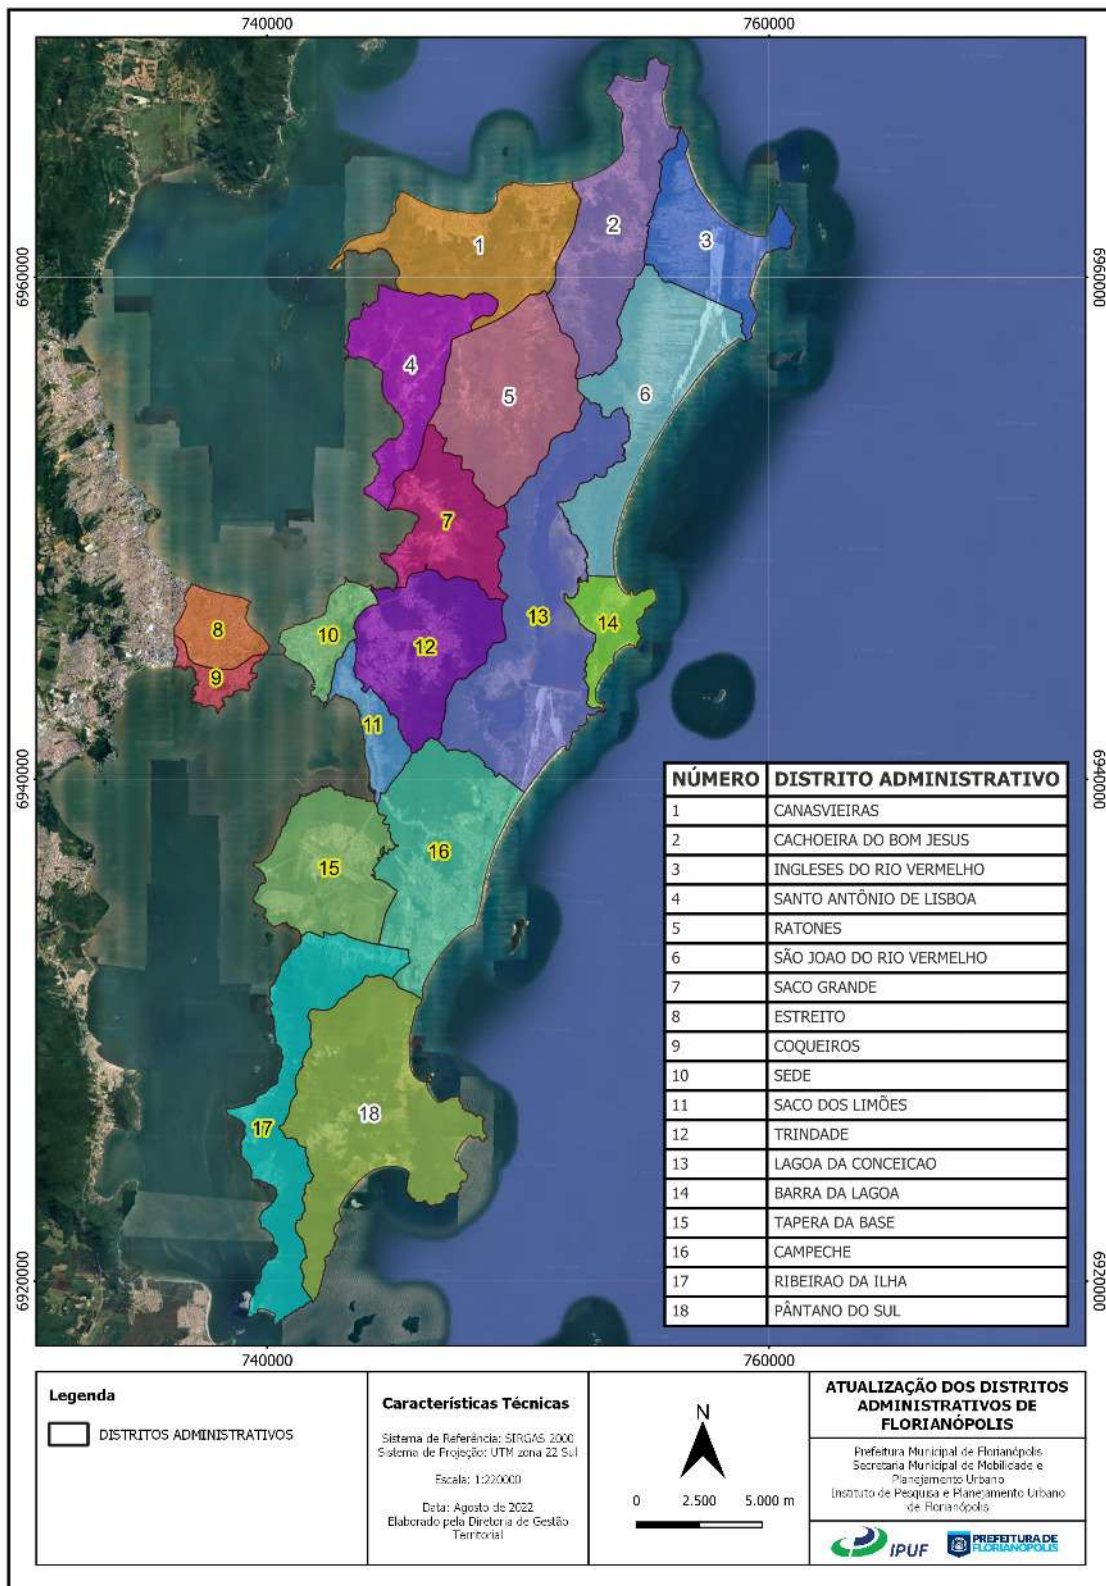 740000
760000
6960000
6960000
1
2
3
4
5
6
7
8
9
10
11
12
13
14
15
16
17
18
6940000
6940000
6920000
6920000
NÚMERO DISTRITO ADMINISTRATIVO
1 CANASVIEIRAS
2 CACHOEIRA DO BOM JESUS
3 INGLESES DO RIO VERMELHO
4 SANTO ANTÔNIO DE LISBOA
5 RATONES
6 SÃO JOAO DO RIO VERMELHO
7 SACO GRANDE
8 ESTREITO
9 COQUEIROS
10 SEDE
11 SACO DOS LIMÕES
12 TRINDADE
13 LAGOA DA CONCEICAO
14 BARRA DA LAGOA
15 TAPERA DA BASE
16 CAMPECHE
17 RIBEIRAO DA ILHA
18 PÂNTANO DO SUL
740000
760000
Legenda
DISTRITOS ADMINISTRATIVOS
Características Técnicas
Sistema de Referência: SIRGAS 2000
Sistema de Projeção: UTM zona 22 Sul
Escala: 1:220000
Data: Agosto de 2022
Elaborado pela Diretoria de Gestão
Territorial
N
0 2.500 5.000 m
ATUALIZAÇÃO DOS DISTRITOS
ADMINISTRATIVOS DE
FLORIANÓPOLIS
Prefeitura Municipal de Florianópolis
Secretaria Municipal de Mobilidade e
Planejamento Urbano
Instituto de Pesquisa e Planejamento Urbano
de Florianópolis
IPUF
PREFEITURA DE
FLORIANÓPOLIS